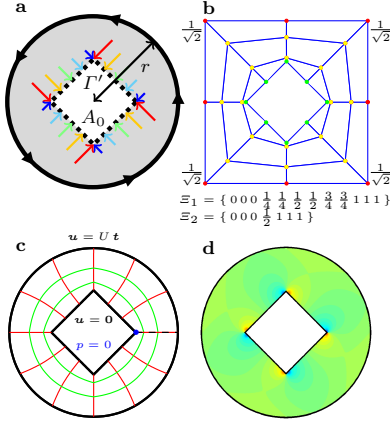 a
Γ′
r
A₀
b
1/√2
1/√2
1/√2
1/√2
Ξ₁ = { 0 0 0 1/4 1/4 1/2 1/2 3/4 3/4 1 1 1 }
Ξ₂ = { 0 0 0 1/2 1 1 1 }
c
u = U t
u = 0
p = 0
d